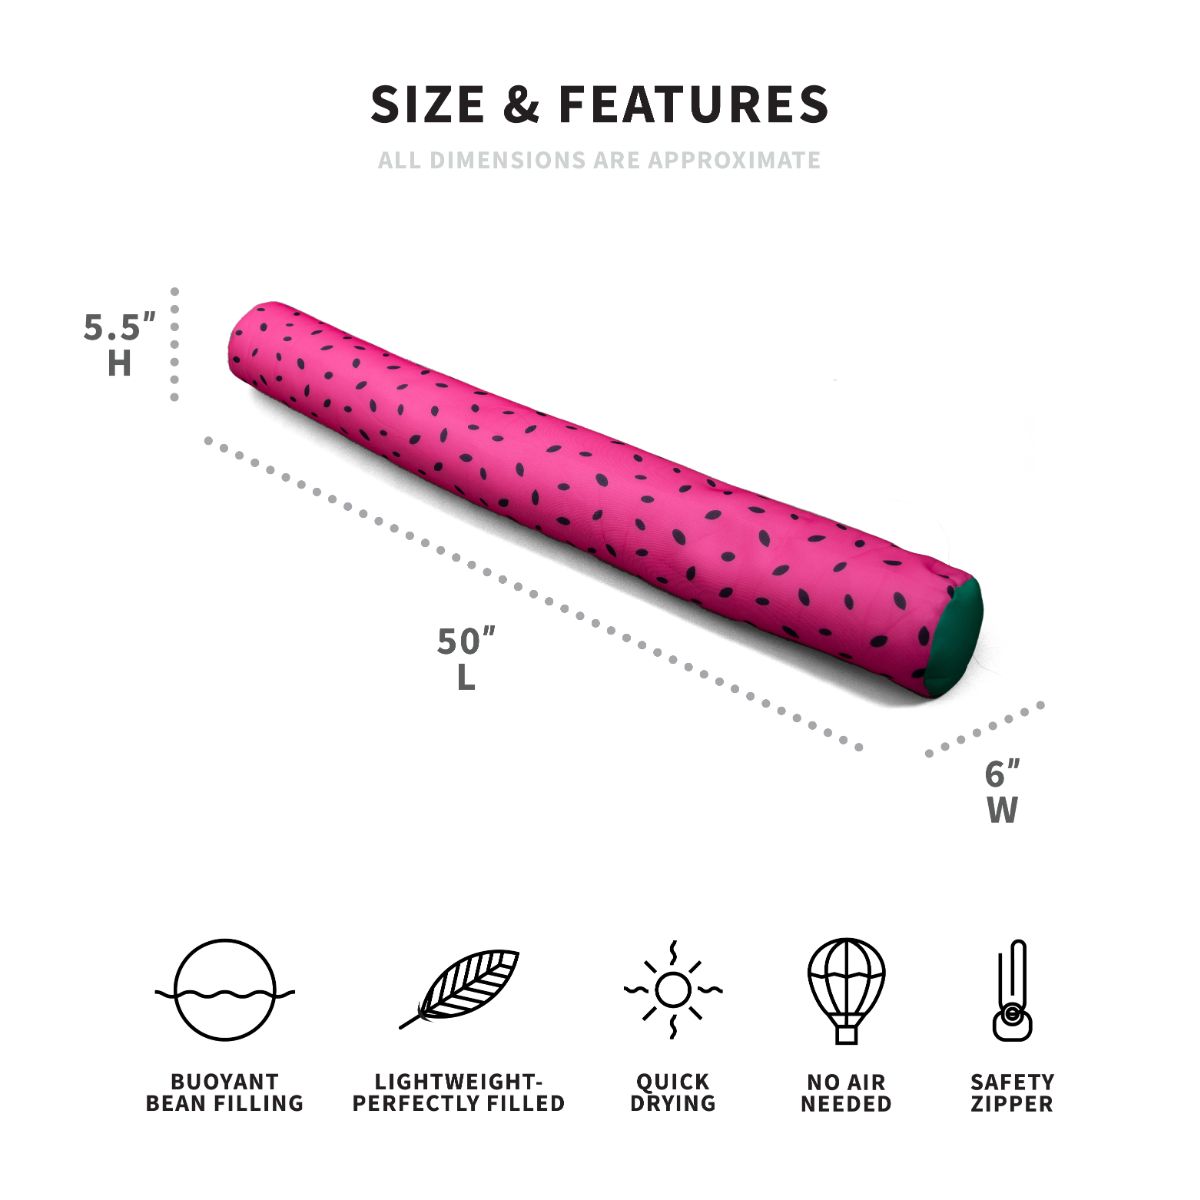 SIZE & FEATURES
ALL DIMENSIONS ARE APPROXIMATE
5.5"
H
50"
L
6"
W
BUOYANT
BEAN FILLING
LIGHTWEIGHT-
PERFECTLY FILLED
QUICK
DRYING
NO AIR
NEEDED
SAFETY
ZIPPER